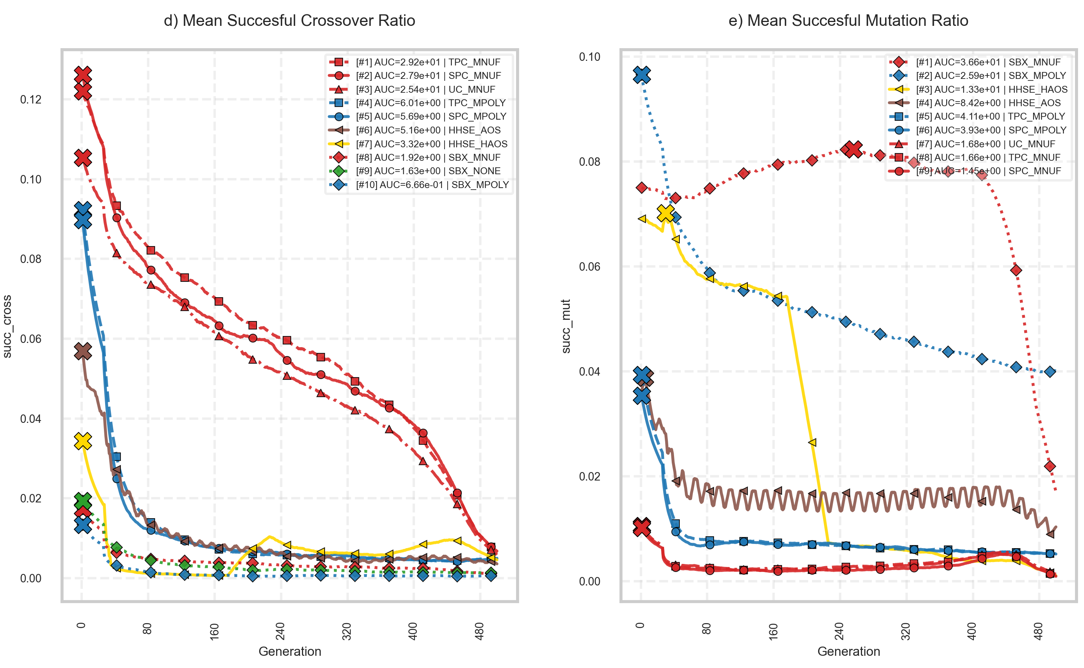 d) Mean Succesful Crossover Ratio
succ_cross
0.12
0.10
0.08
0.06
0.04
0.02
0.00
[#1] AUC=2.92e+01 | TPC_MNUF
[#2] AUC=2.79e+01 | SPC_MNUF
[#3] AUC=2.54e+01 | UC_MNUF
[#4] AUC=6.01e+00 | TPC_MPOLY
[#5] AUC=5.69e+00 | SPC_MPOLY
[#6] AUC=5.16e+00 | HHSE_AOS
[#7] AUC=3.32e+00 | HHSE_HAOS
[#8] AUC=1.92e+00 | SBX_MNUF
[#9] AUC=1.63e+00 | SBX_NONE
[#10] AUC=6.66e-01 | SBX_MPOLY
0 80 160 240 320 400 480
Generation
e) Mean Succesful Mutation Ratio
succ_mut
0.10
0.08
0.06
0.04
0.02
0.00
[#1] AUC=3.66e+01 | SBX_MNUF
[#2] AUC=2.59e+01 | SBX_MPOLY
[#3] AUC=1.33e+01 | HHSE_HAOS
[#4] AUC=8.42e+00 | HHSE_AOS
[#5] AUC=4.11e+00 | TPC_MPOLY
[#6] AUC=3.93e+00 | SPC_MPOLY
[#7] AUC=1.68e+00 | UC_MNUF
[#8] AUC=1.66e+00 | TPC_MNUF
[#9] AUC=1.45e+00 | SPC_MNUF
0 80 160 240 320 400 480
Generation